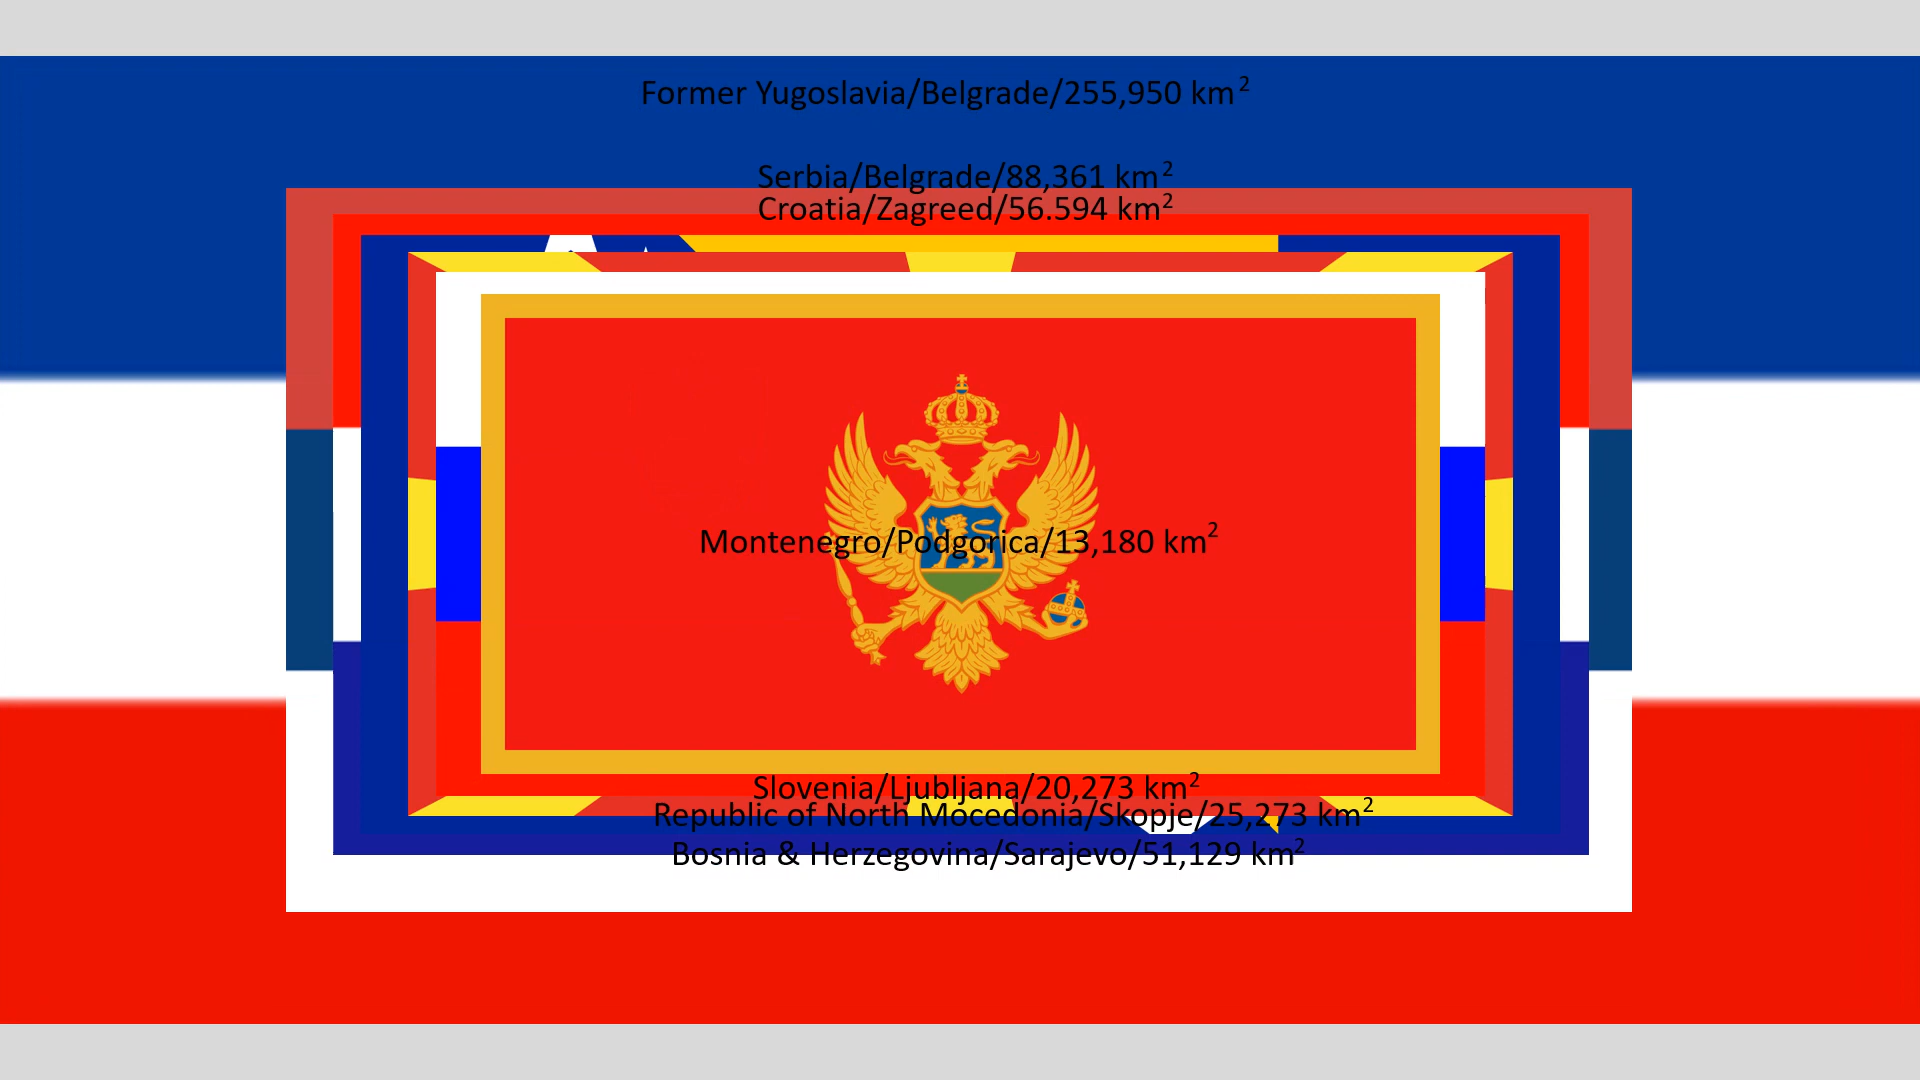 Former Yugoslavia/Belgrade/255,950 km²
Serbia/Belgrade/88,361 km²
Croatia/Zagreed/56.594 km²
Montenegro/Podgorica/13,180 km²
Slovenia/Ljubljana/20,273 km²
Republic of North Mocedonia/Skopje/25,273 km²
Bosnia & Herzegovina/Sarajevo/51,129 km²